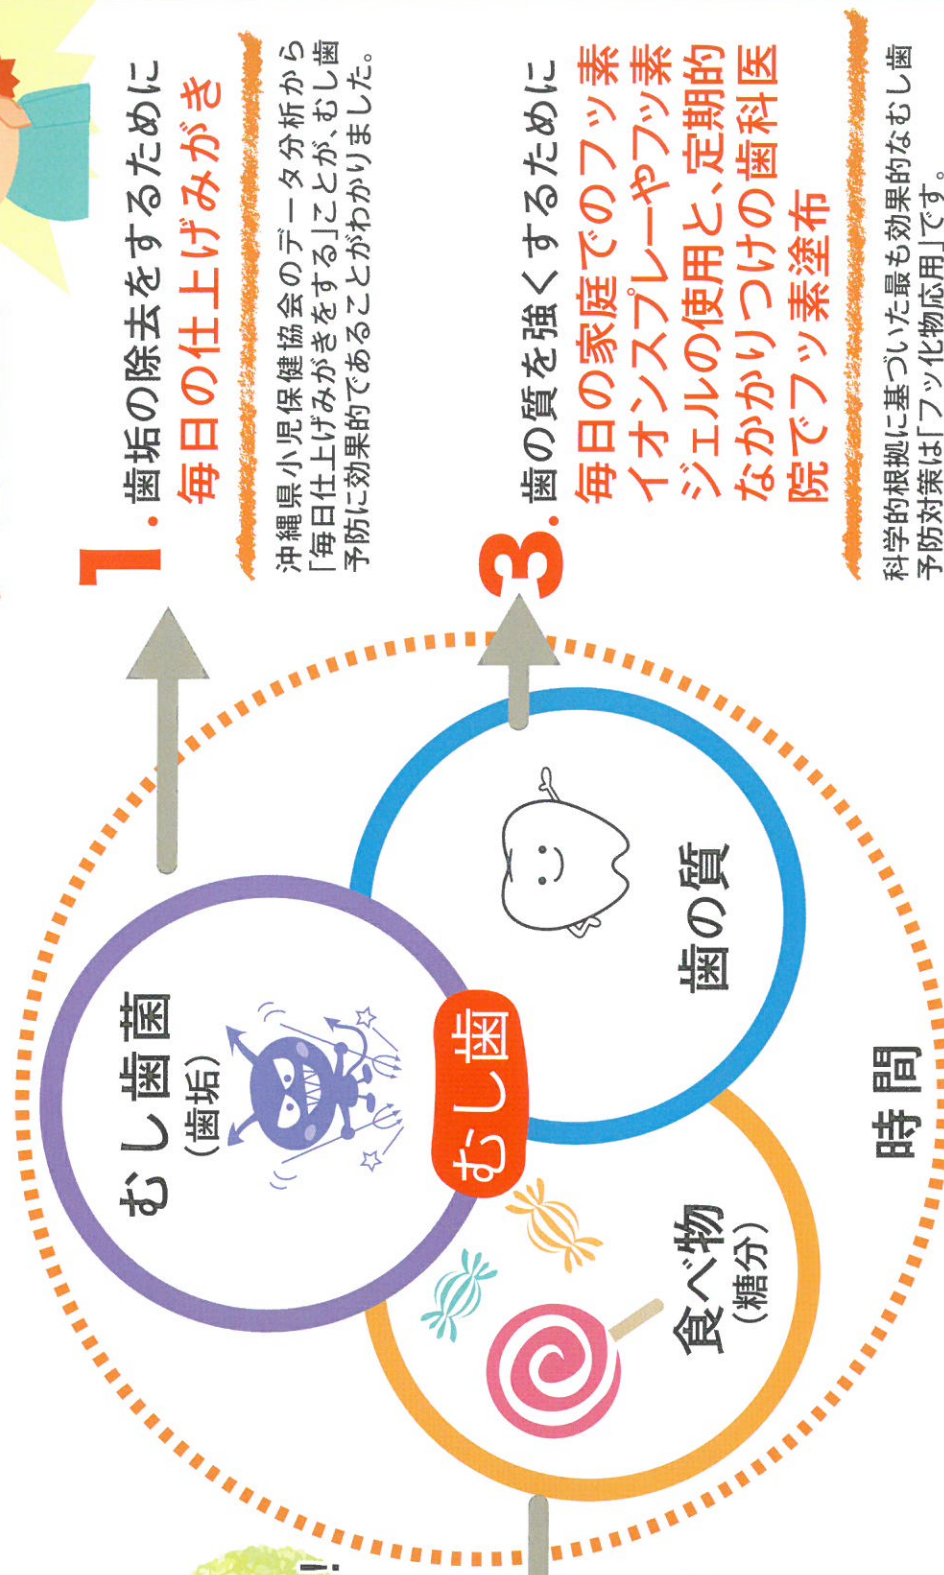 1. 歯垢の除去をするために
毎日の仕上げみがき
沖縄県小児保健協会のデータ分析から
「毎日仕上げみがきをする」ことが、むし歯
予防に効果的であることがわかりました。
むし歯菌
(歯垢)
むし歯
食べ物
(糖分)
歯の質
時間
3. 歯の質を強くするために
毎日の家庭でのフッ素
イオンスプレーやフッ素
ジェルの使用と、定期的
なかかりつけの歯科医
院でフッ素塗布
科学的根拠に基づいた最も効果的なむし歯
予防対策は「フッ化物応用」です。
!